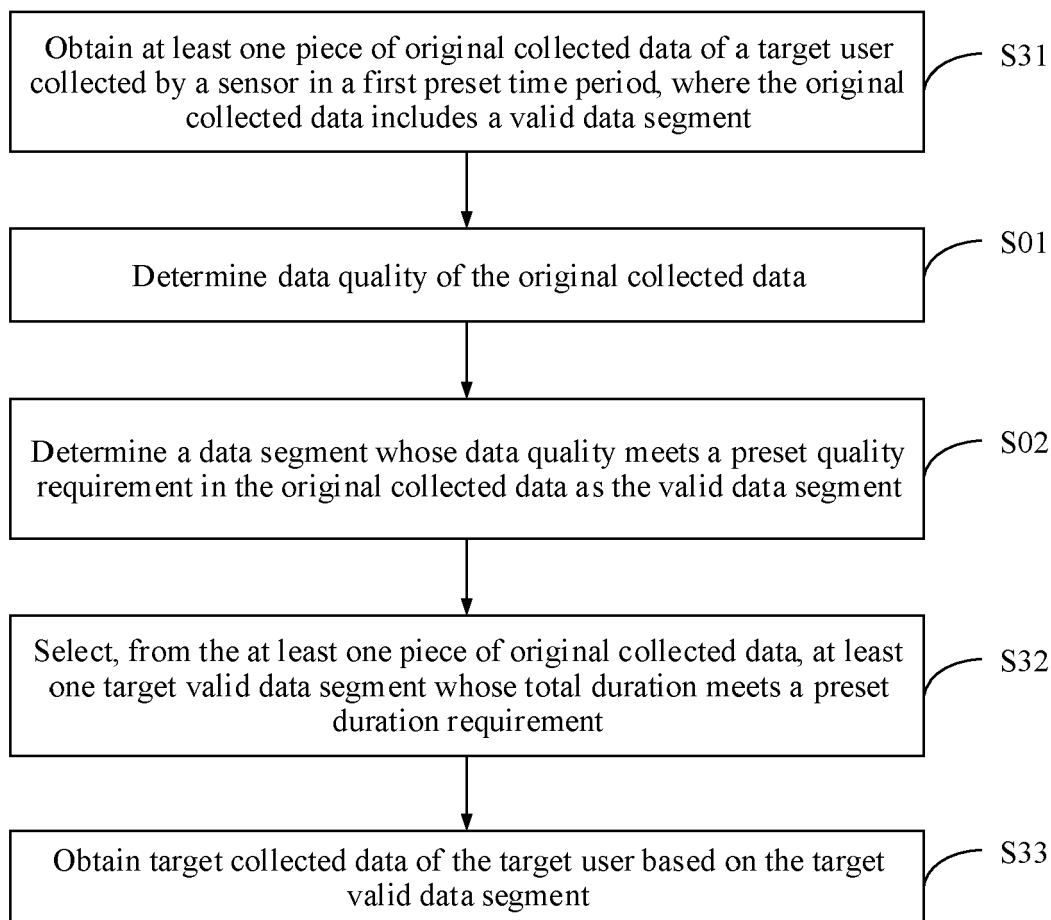 Obtain at least one piece of original collected data of a target user
collected by a sensor in a first preset time period, where the original
collected data includes a valid data segment
S31
Determine data quality of the original collected data
S01
Determine a data segment whose data quality meets a preset quality
requirement in the original collected data as the valid data segment
S02
Select, from the at least one piece of original collected data, at least
one target valid data segment whose total duration meets a preset
duration requirement
S32
Obtain target collected data of the target user based on the target
valid data segment
S33